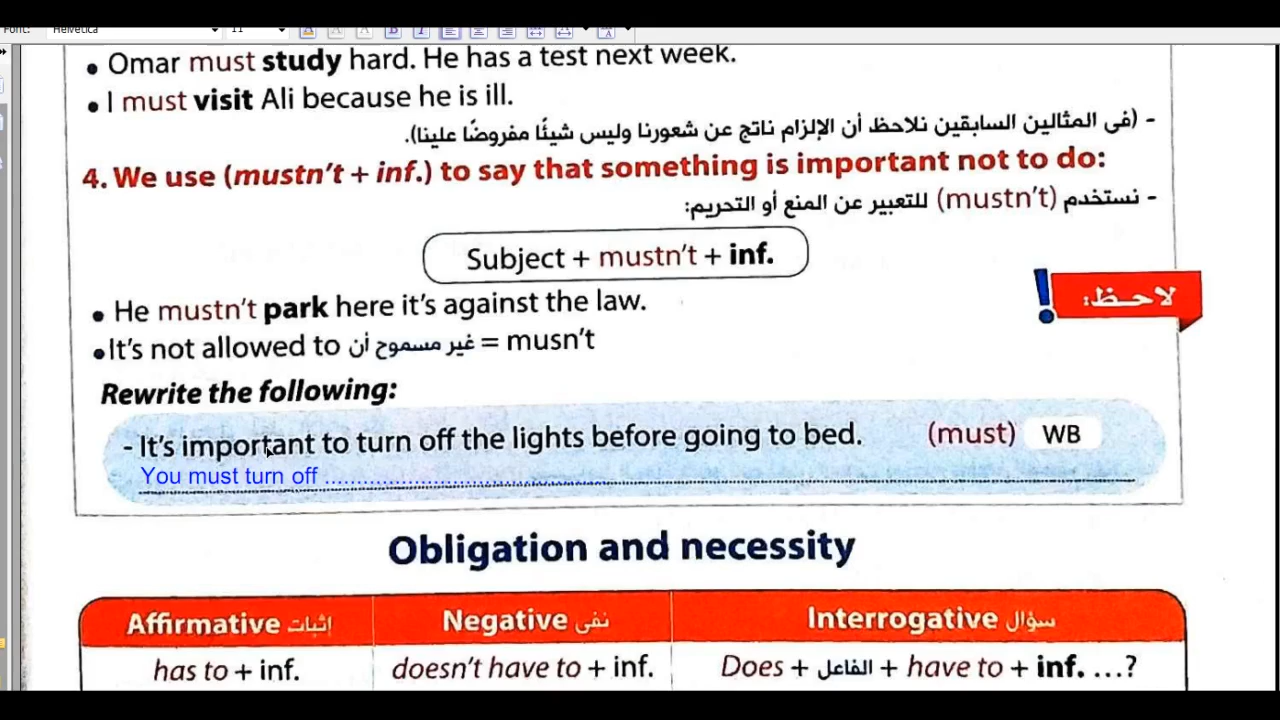 Font: Helvetica 11
• Omar must study hard. He has a test next week.
• I must visit Ali because he is ill.
- (فى المثالين السابقين نلاحظ أن الإلزام ناتج عن شعورنا وليس شيئًا مفروضًا علينا).
4. We use (mustn't + inf.) to say that something is important not to do:
- نستخدم (mustn't) للتعبير عن المنع أو التحريم:
Subject + mustn't + inf.
لاحظ:
• He mustn't park here it's against the law.
• It's not allowed to غير مسموح أن = musn't
Rewrite the following:
- It's important to turn off the lights before going to bed. (must) WB
You must turn off ..................................................
Obligation and necessity
Affirmative إثبات Negative نفى Interrogative سؤال
has to + inf. doesn't have to + inf. Does + الفاعل + have to + inf. ...?